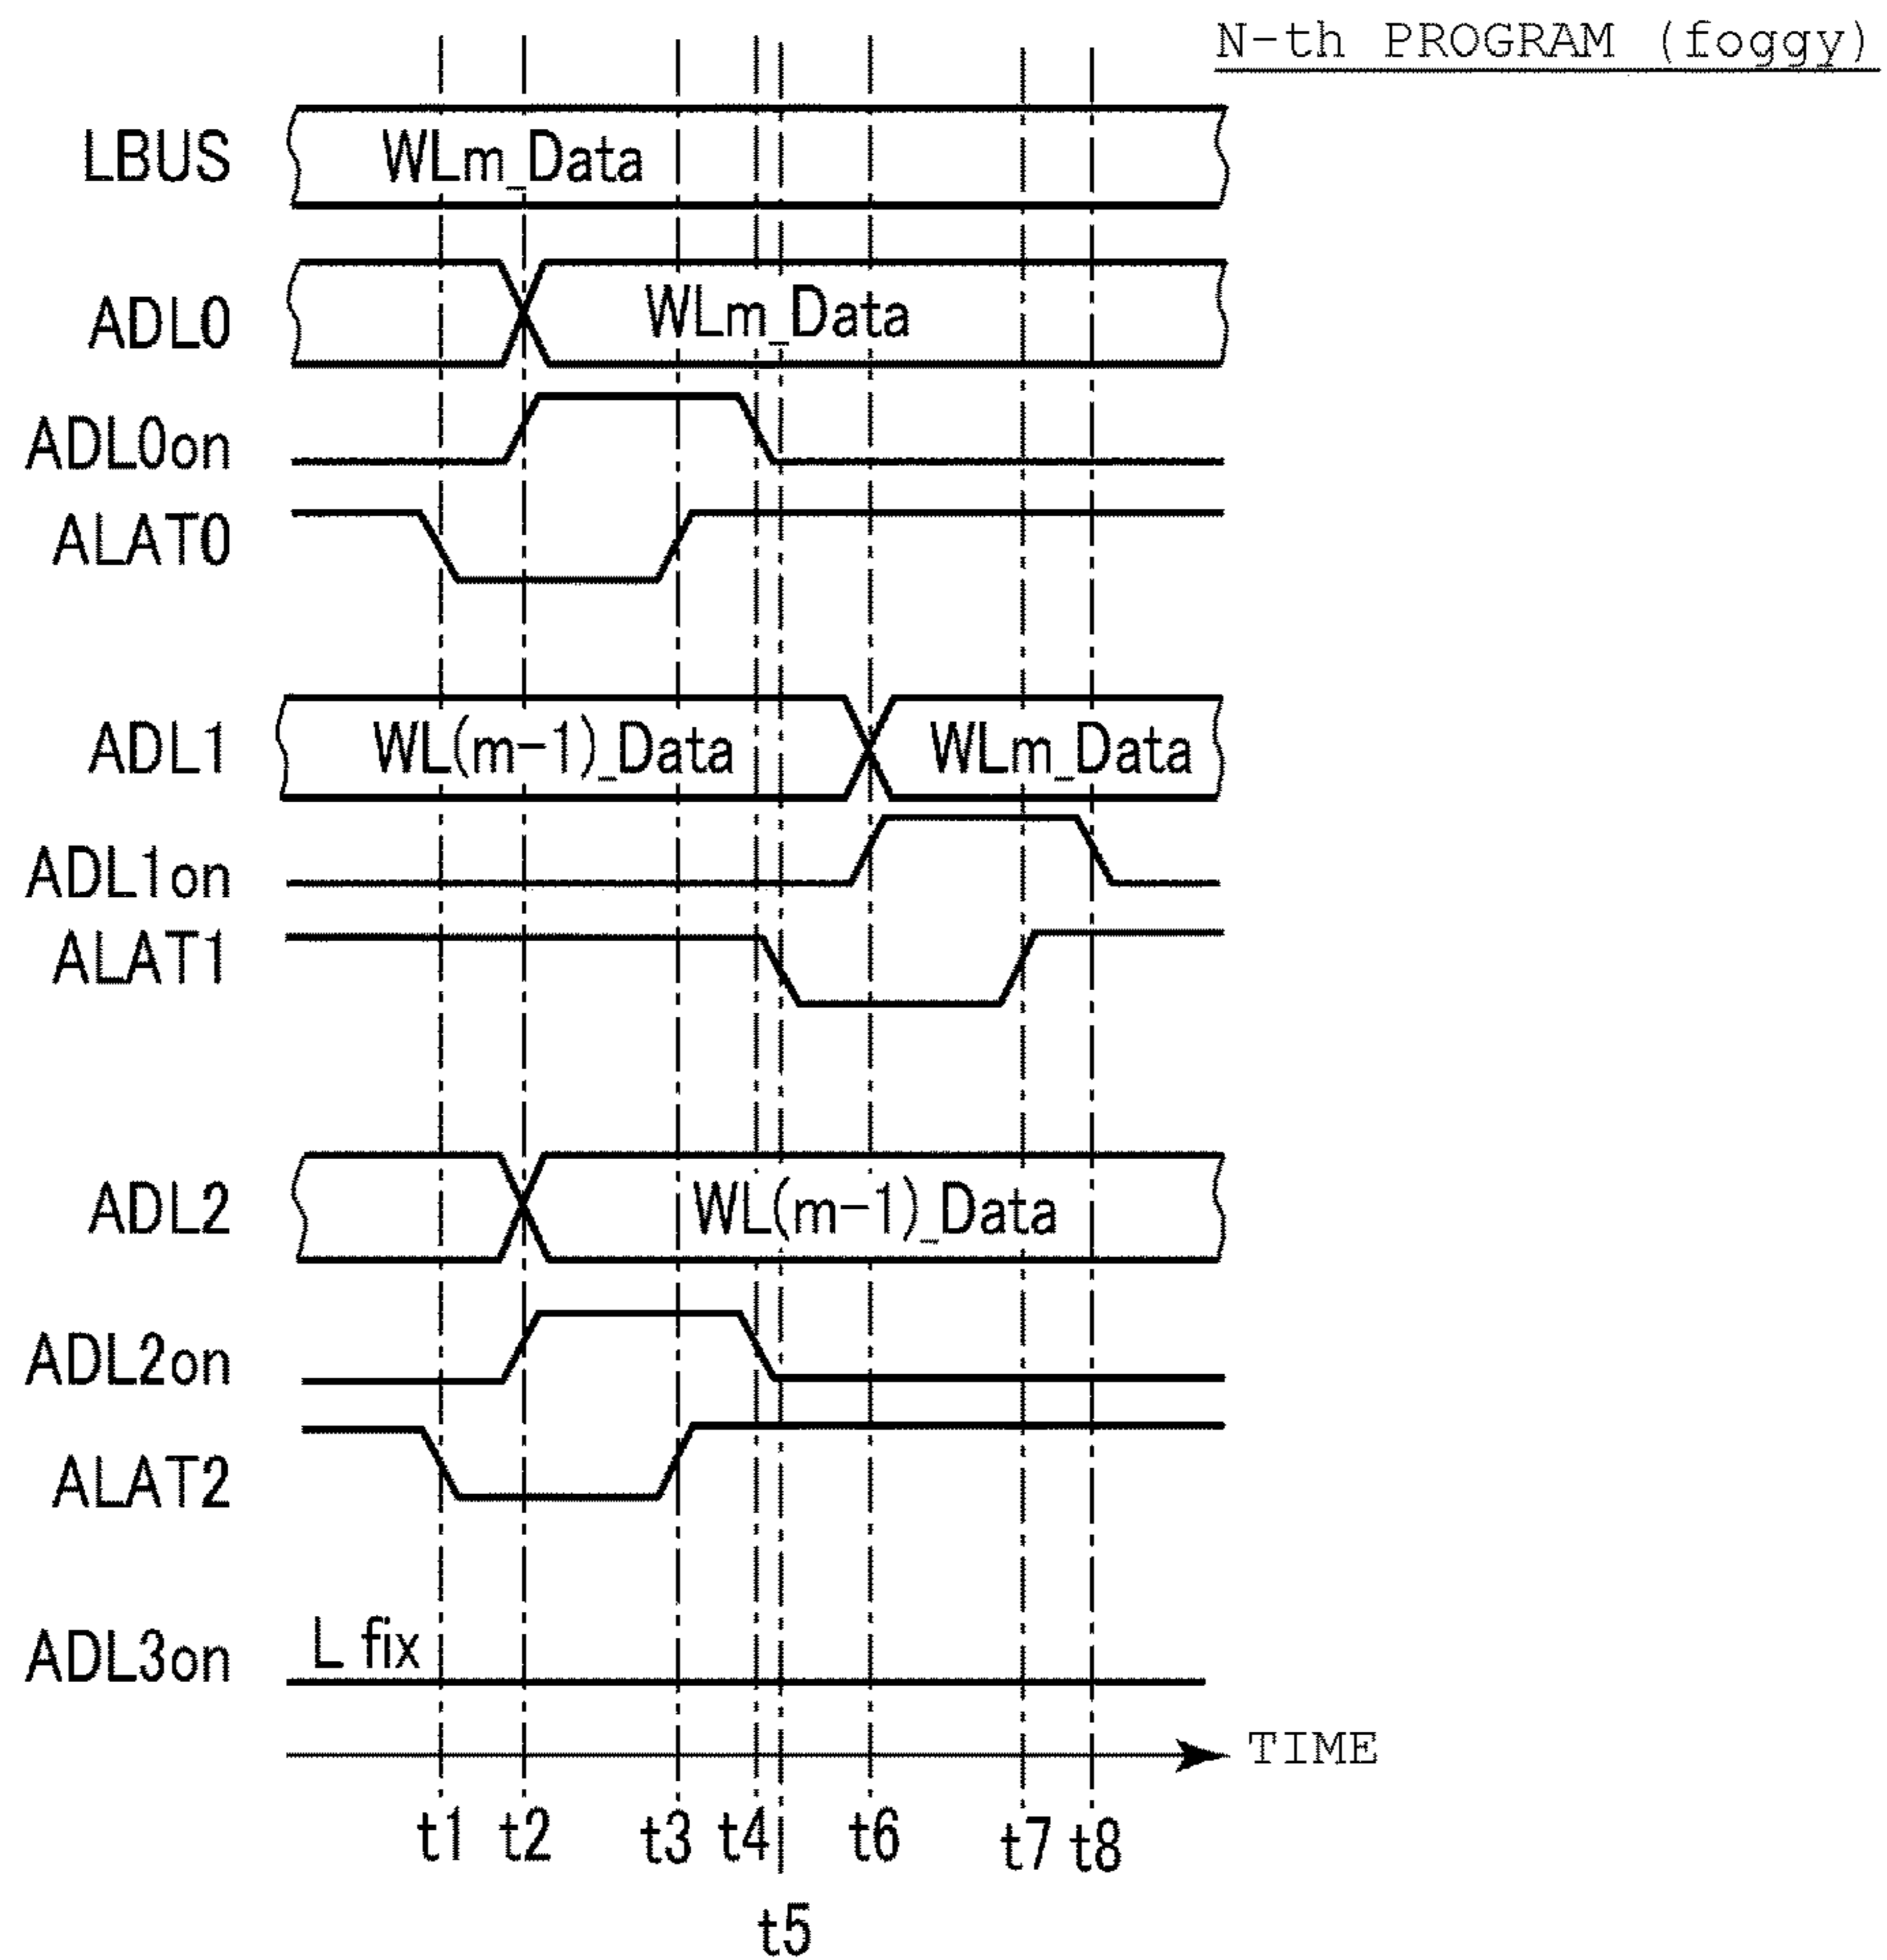 N-th PROGRAM (foggy)
LBUS WLm_Data
ADL0 WLm_Data
ADL0on
ALAT0
ADL1 WL(m-1)_Data WLm_Data
ADL1on
ALAT1
ADL2 WL(m-1)_Data
ADL2on
ALAT2
ADL3on L fix
TIME
t1 t2 t3 t4 t6 t7 t8
t5